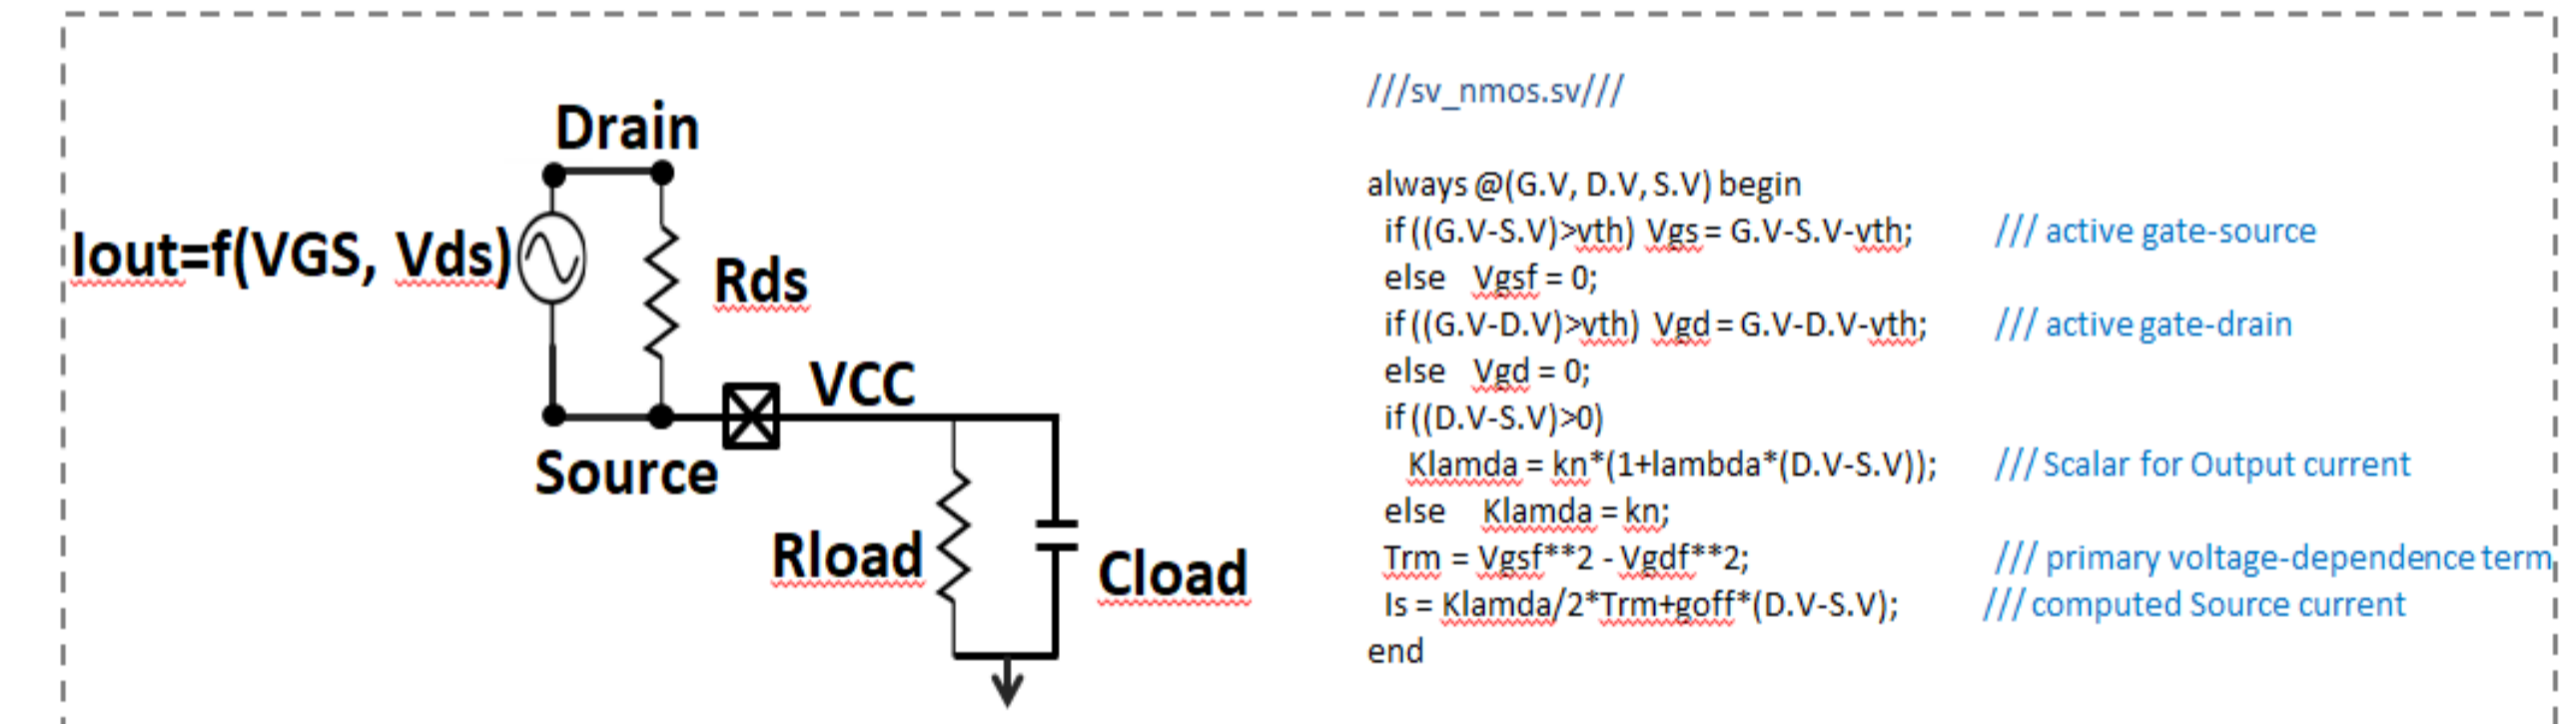 Drain
Iout=f(VGS, Vds)
Rds
VCC
Source
Rload
Cload
///sv_nmos.sv///
always @(G.V, D.V, S.V) begin
if ((G.V-S.V)>vth) Vgs = G.V-S.V-vth; /// active gate-source
else Vgsf = 0;
if ((G.V-D.V)>vth) Vgd = G.V-D.V-vth; /// active gate-drain
else Vgd = 0;
if ((D.V-S.V)>0)
Klamda = kn*(1+lambda*(D.V-S.V)); /// Scalar for Output current
else Klamda = kn;
Trm = Vgsf**2 - Vgdf**2; /// primary voltage-dependence term
Is = Klamda/2*Trm+goff*(D.V-S.V); /// computed Source current
end